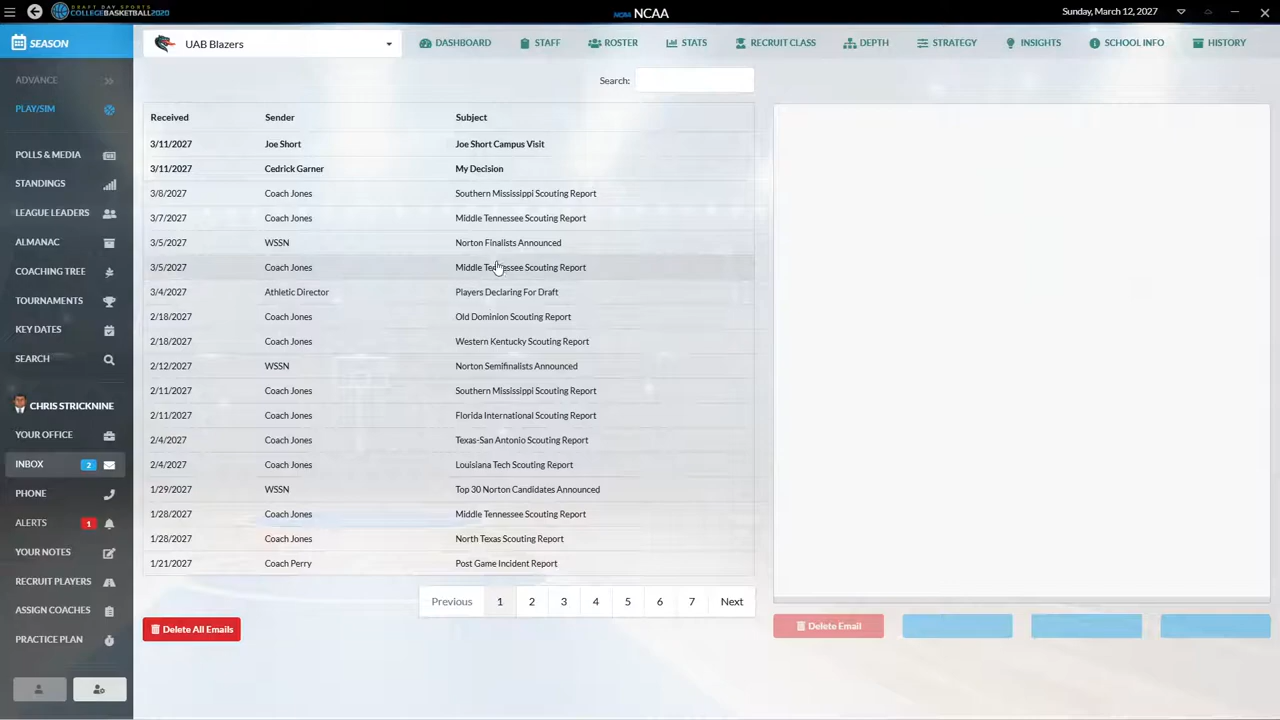 DRAFT DAY SPORTS
COLLEGEBASKETBALL2020
NCAA NCAA
Sunday, March 12, 2027
SEASON
UAB Blazers
DASHBOARD STAFF ROSTER STATS RECRUIT CLASS DEPTH STRATEGY INSIGHTS SCHOOL INFO HISTORY
ADVANCE
PLAY/SIM
POLLS & MEDIA
STANDINGS
LEAGUE LEADERS
ALMANAC
COACHING TREE
TOURNAMENTS
KEY DATES
SEARCH
CHRIS STRICKNINE
YOUR OFFICE
INBOX 2
PHONE
ALERTS 1
YOUR NOTES
RECRUIT PLAYERS
ASSIGN COACHES
PRACTICE PLAN
Search:
Received Sender Subject
3/11/2027 Joe Short Joe Short Campus Visit
3/11/2027 Cedrick Garner My Decision
3/8/2027 Coach Jones Southern Mississippi Scouting Report
3/7/2027 Coach Jones Middle Tennessee Scouting Report
3/5/2027 WSSN Norton Finalists Announced
3/5/2027 Coach Jones Middle Tennessee Scouting Report
3/4/2027 Athletic Director Players Declaring For Draft
2/18/2027 Coach Jones Old Dominion Scouting Report
2/18/2027 Coach Jones Western Kentucky Scouting Report
2/12/2027 WSSN Norton Semifinalists Announced
2/11/2027 Coach Jones Southern Mississippi Scouting Report
2/11/2027 Coach Jones Florida International Scouting Report
2/4/2027 Coach Jones Texas-San Antonio Scouting Report
2/4/2027 Coach Jones Louisiana Tech Scouting Report
1/29/2027 WSSN Top 30 Norton Candidates Announced
1/28/2027 Coach Jones Middle Tennessee Scouting Report
1/28/2027 Coach Jones North Texas Scouting Report
1/21/2027 Coach Perry Post Game Incident Report
Previous 1 2 3 4 5 6 7 Next
Delete All Emails
Delete Email